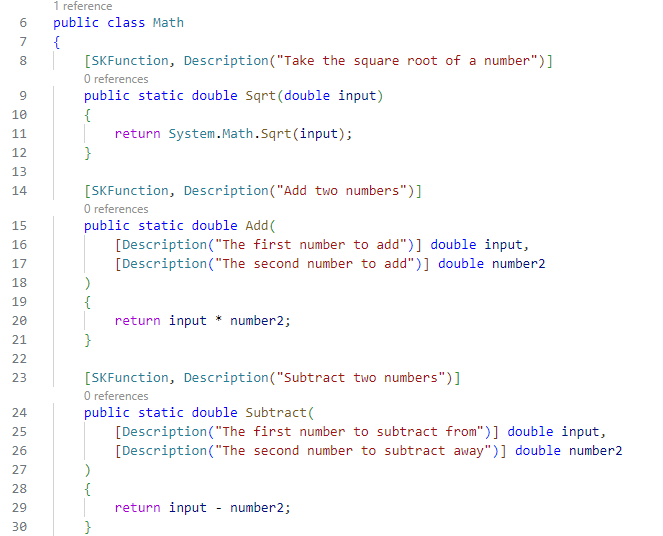 1 reference
6 public class Math
7 {
8 [SKFunction, Description("Take the square root of a number")]
0 references
9 public static double Sqrt(double input)
10 {
11 return System.Math.Sqrt(input);
12 }
13
14 [SKFunction, Description("Add two numbers")]
0 references
15 public static double Add(
16 [Description("The first number to add")] double input,
17 [Description("The second number to add")] double number2
18 )
19 {
20 return input * number2;
21 }
22
23 [SKFunction, Description("Subtract two numbers")]
0 references
24 public static double Subtract(
25 [Description("The first number to subtract from")] double input,
26 [Description("The second number to subtract away")] double number2
27 )
28 {
29 return input - number2;
30 }